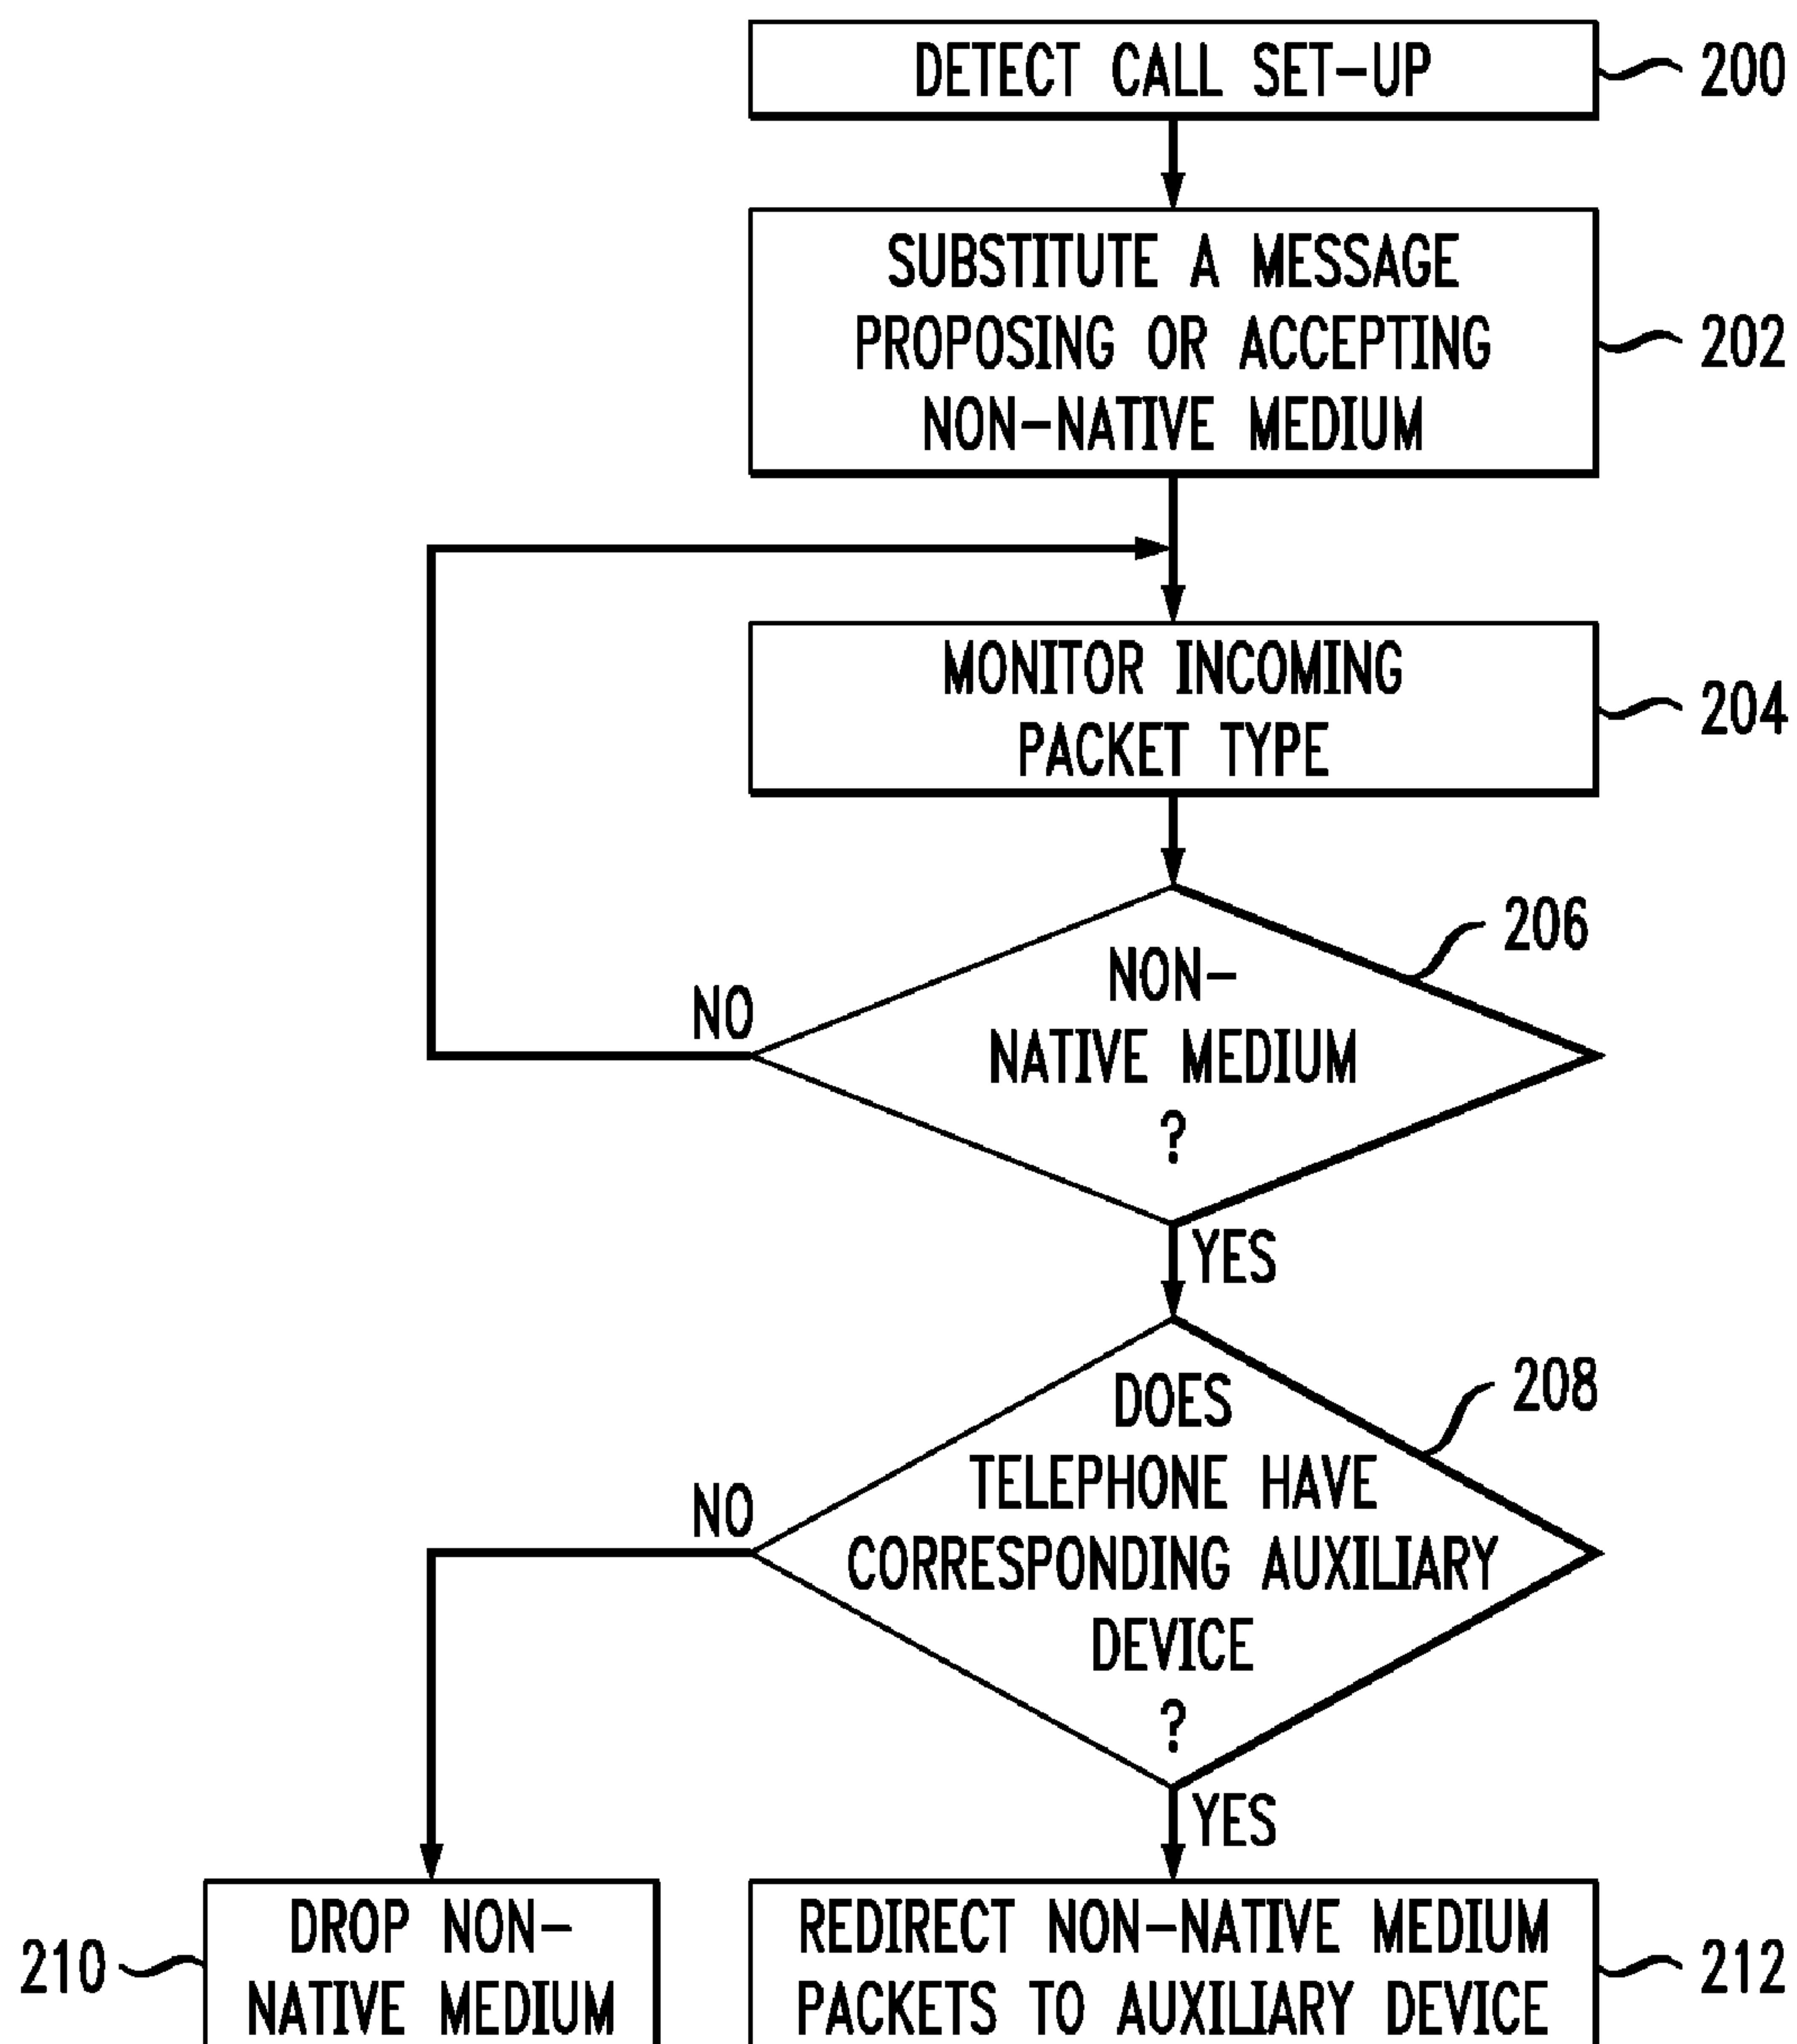 DETECT CALL SET-UP
200
SUBSTITUTE A MESSAGE
PROPOSING OR ACCEPTING
NON-NATIVE MEDIUM
202
MONITOR INCOMING
PACKET TYPE
204
206
NON-
NATIVE MEDIUM
?
NO
YES
208
DOES
TELEPHONE HAVE
CORRESPONDING AUXILIARY
DEVICE
?
NO
YES
210
DROP NON-
NATIVE MEDIUM
REDIRECT NON-NATIVE MEDIUM
PACKETS TO AUXILIARY DEVICE
212